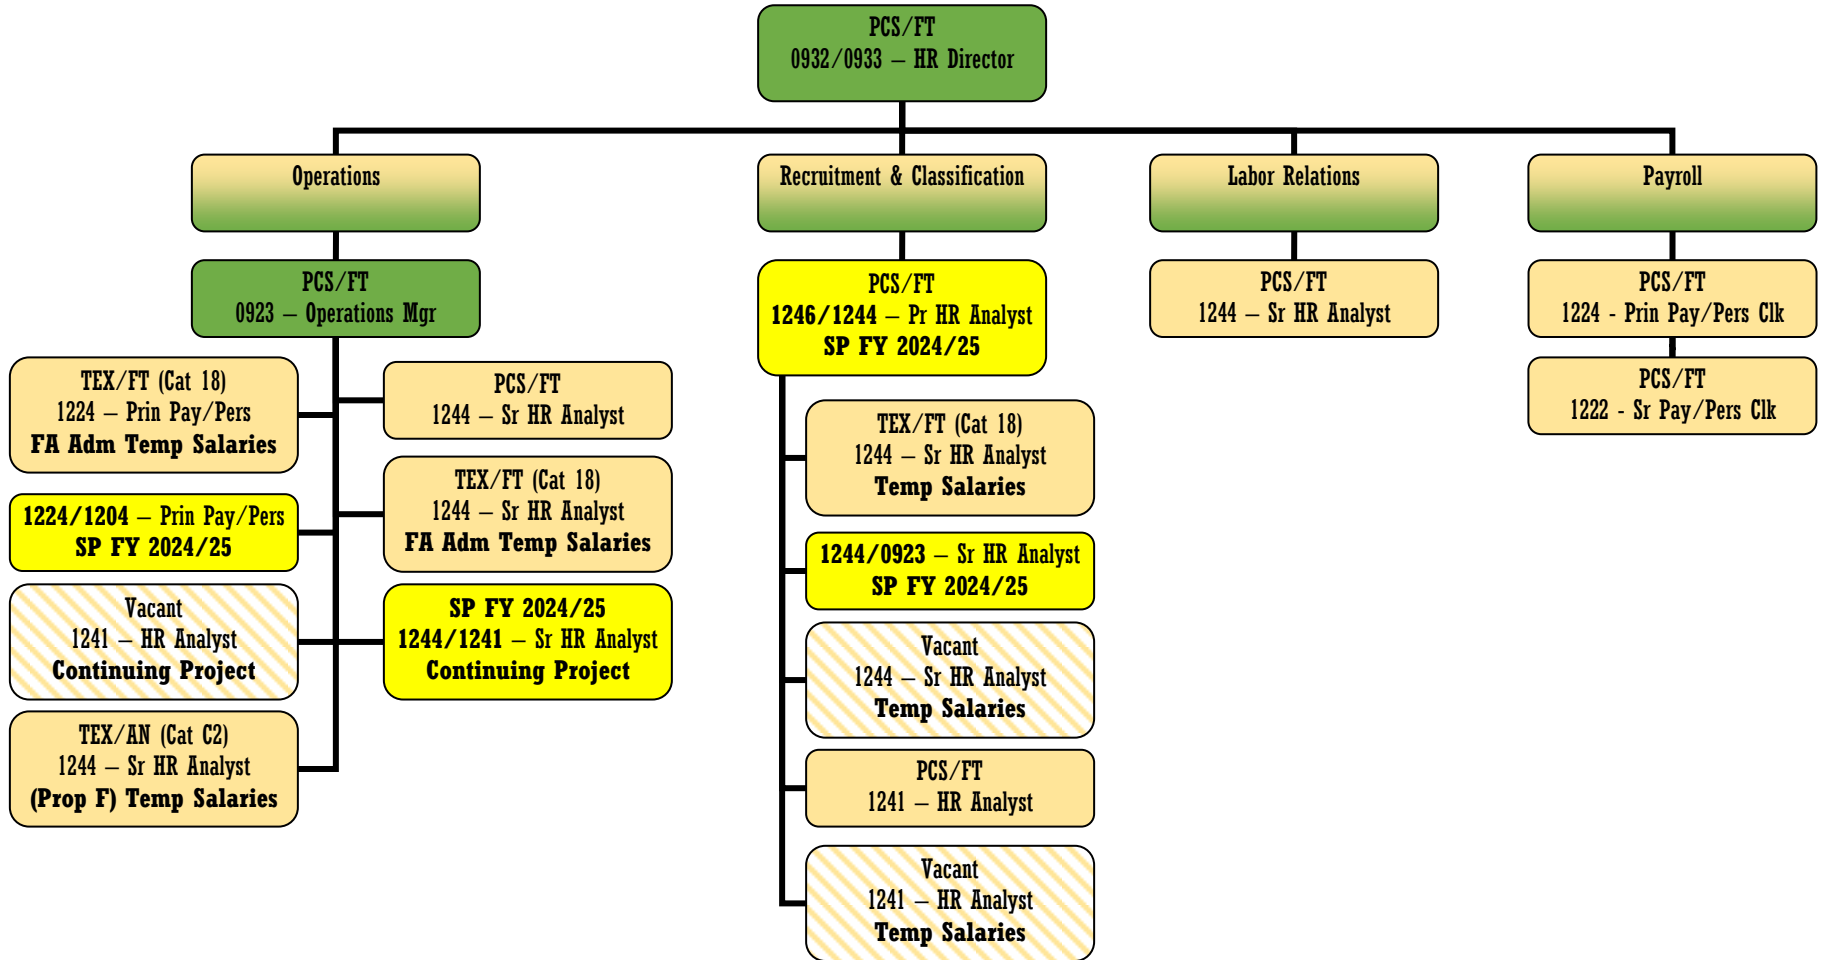 PCS/FT
0932/0933 – HR Director
Operations
Recruitment & Classification
Labor Relations
Payroll
PCS/FT
0923 – Operations Mgr
TEX/FT (Cat 18)
1224 – Prin Pay/Pers
FA Adm Temp Salaries
1224/1204 – Prin Pay/Pers
SP FY 2024/25
Vacant
1241 – HR Analyst
Continuing Project
TEX/AN (Cat C2)
1244 – Sr HR Analyst
(Prop F) Temp Salaries
PCS/FT
1244 – Sr HR Analyst
TEX/FT (Cat 18)
1244 – Sr HR Analyst
FA Adm Temp Salaries
SP FY 2024/25
1244/1241 – Sr HR Analyst
Continuing Project
PCS/FT
1246/1244 – Pr HR Analyst
SP FY 2024/25
TEX/FT (Cat 18)
1244 – Sr HR Analyst
Temp Salaries
1244/0923 – Sr HR Analyst
SP FY 2024/25
Vacant
1244 – Sr HR Analyst
Temp Salaries
PCS/FT
1241 – HR Analyst
Vacant
1241 – HR Analyst
Temp Salaries
PCS/FT
1244 – Sr HR Analyst
PCS/FT
1224 - Prin Pay/Pers Clk
PCS/FT
1222 - Sr Pay/Pers Clk